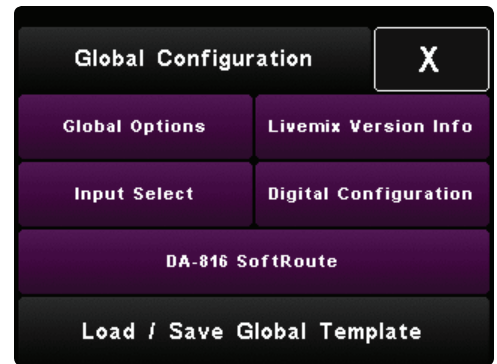 Global Configuration X
Global Options Livemix Version Info
Input Select Digital Configuration
DA-816 SoftRoute
Load / Save Global Template